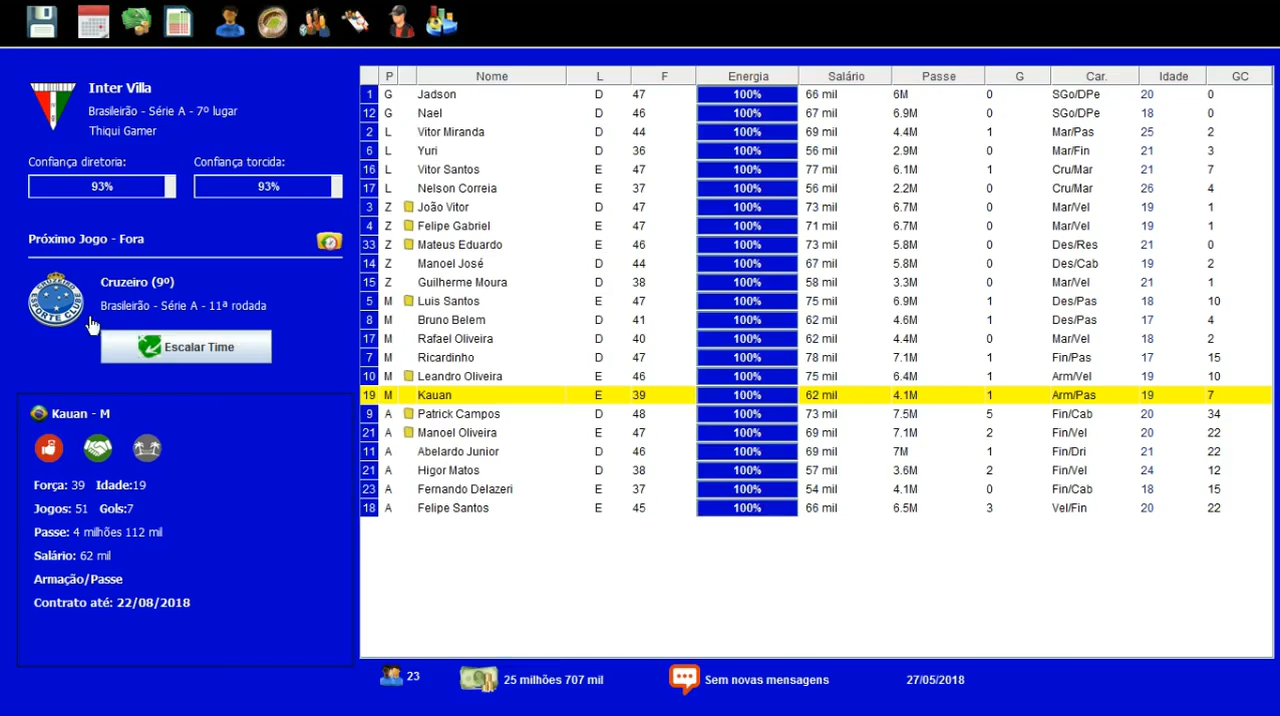 Inter Villa
Brasileirão - Série A - 7º lugar
Thiqui Gamer
Confiança diretoria: Confiança torcida:
93% 93%
Próximo Jogo - Fora
CRUZEIRO ESPORTE CLUBE
Cruzeiro (9º)
Brasileirão - Série A - 11ª rodada
Escalar Time
Kauan - M
Força: 39 Idade:19
Jogos: 51 Gols:7
Passe: 4 milhões 112 mil
Salário: 62 mil
Armação/Passe
Contrato até: 22/08/2018
P Nome L F Energia Salário Passe G Car. Idade GC
1 G Jadson D 47 100% 66 mil 6M 0 SGo/DPe 20 0
12 G Nael D 46 100% 67 mil 6.9M 0 SGo/DPe 18 0
2 L Vitor Miranda D 44 100% 69 mil 4.4M 1 Mar/Pas 25 2
6 L Yuri D 36 100% 56 mil 2.9M 0 Mar/Fin 21 3
16 L Vitor Santos E 47 100% 77 mil 6.1M 1 Cru/Mar 21 7
17 L Nelson Correia E 37 100% 56 mil 2.2M 0 Cru/Mar 26 4
3 Z João Vitor D 47 100% 73 mil 6.7M 0 Mar/Vel 19 1
4 Z Felipe Gabriel E 47 100% 71 mil 6.7M 0 Mar/Vel 19 1
33 Z Mateus Eduardo E 46 100% 73 mil 5.8M 0 Des/Res 21 0
14 Z Manoel José D 44 100% 67 mil 5.8M 0 Des/Cab 19 2
15 Z Guilherme Moura D 38 100% 58 mil 3.3M 0 Mar/Vel 21 1
5 M Luis Santos E 47 100% 75 mil 6.9M 1 Des/Pas 18 10
8 M Bruno Belem D 41 100% 62 mil 4.6M 1 Des/Pas 17 4
17 M Rafael Oliveira D 40 100% 62 mil 4.4M 0 Mar/Vel 18 2
7 M Ricardinho D 47 100% 78 mil 7.1M 1 Fin/Pas 17 15
10 M Leandro Oliveira E 46 100% 75 mil 6.4M 1 Arm/Vel 19 10
19 M Kauan E 39 100% 62 mil 4.1M 1 Arm/Pas 19 7
9 A Patrick Campos D 48 100% 73 mil 7.5M 5 Fin/Cab 20 34
21 A Manoel Oliveira E 47 100% 69 mil 7.1M 2 Fin/Vel 20 22
11 A Abelardo Junior D 46 100% 69 mil 7M 1 Fin/Dri 21 22
21 A Higor Matos D 38 100% 57 mil 3.6M 2 Fin/Vel 24 12
23 A Fernando Delazeri E 37 100% 54 mil 4.1M 0 Fin/Cab 18 15
18 A Felipe Santos E 45 100% 66 mil 6.5M 3 Vel/Fin 20 22
23 25 milhões 707 mil Sem novas mensagens 27/05/2018